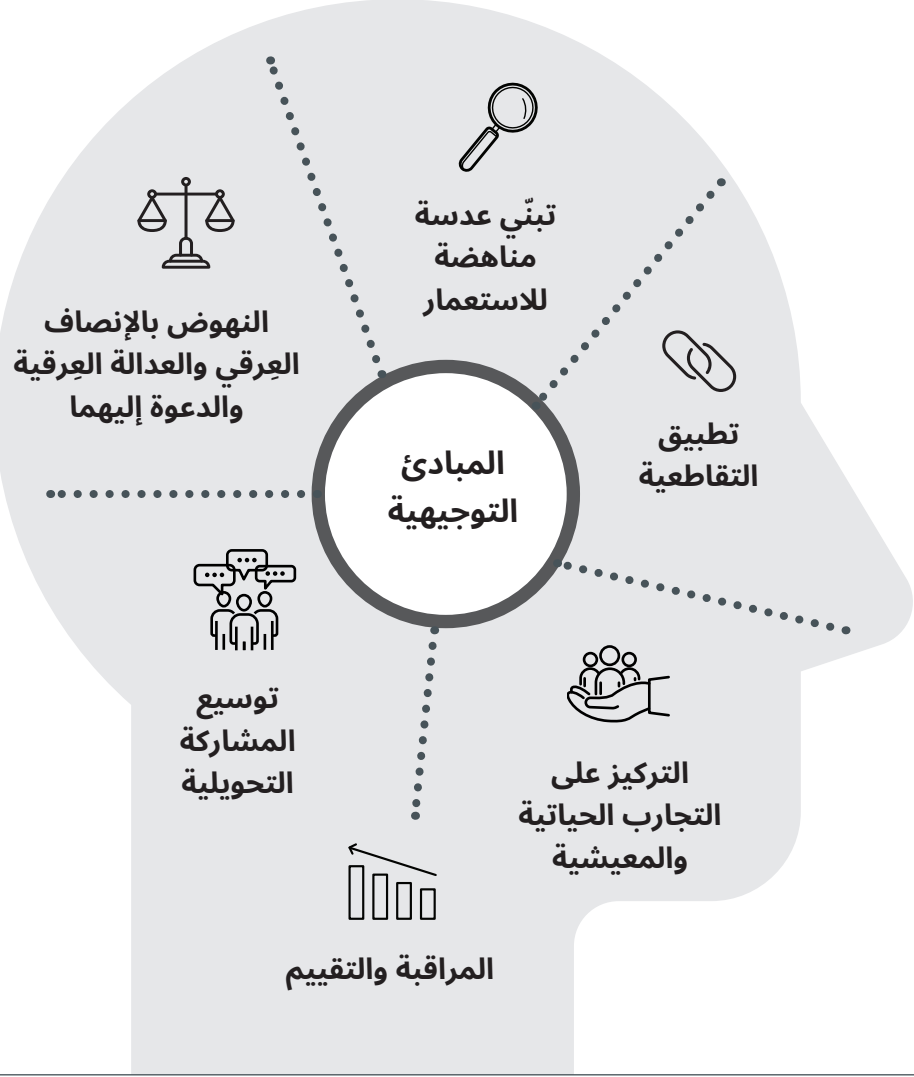 تبنّي عدسة
مناهضة
للاستعمار
تطبيق
التقاطعية
التركيز على
التجارب الحياتية
والمعيشية
المراقبة والتقييم
توسيع
المشاركة
التحويلية
النهوض بالإنصاف
العِرقي والعدالة العِرقية
والدعوة إليهما
المبادئ
التوجيهية